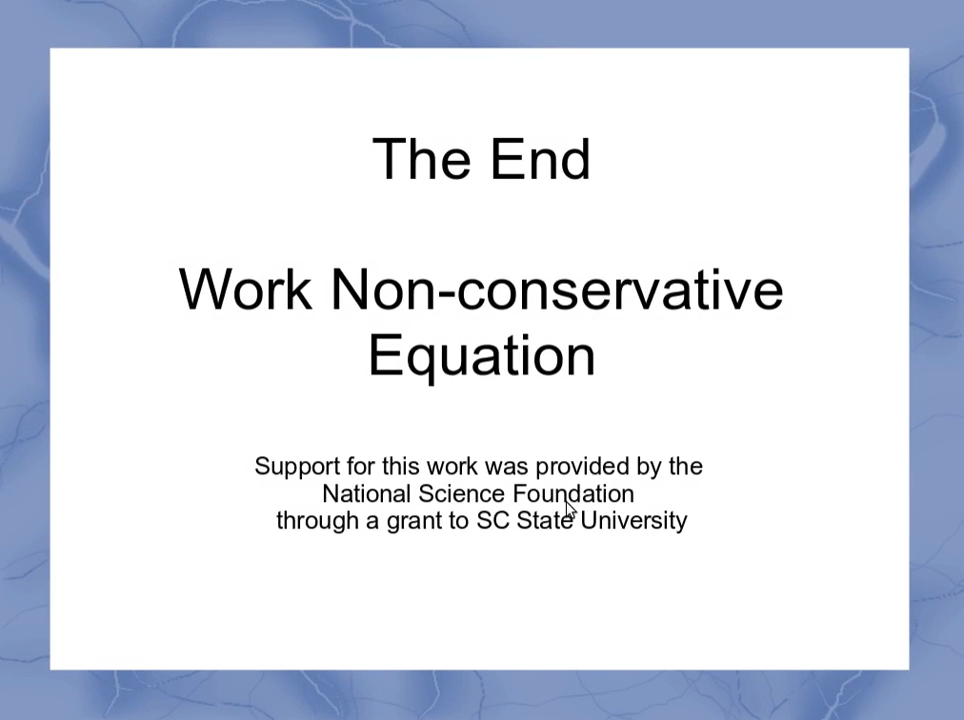 The End
Work Non-conservative
Equation
Support for this work was provided by the
National Science Foundation
through a grant to SC State University